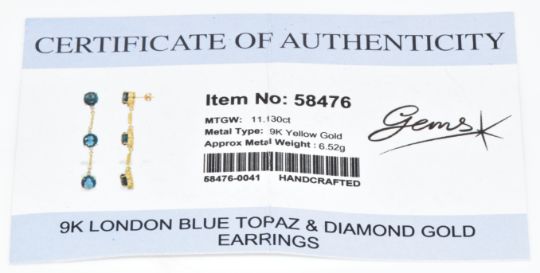 CERTIFICATE OF AUTHENTICITY
Item No: 58476
MTGW: 11.130ct
Metal Type: 9K Yellow Gold
Approx Metal Weight : 6.52g
58476-0041 HANDCRAFTED
Gems
9K LONDON BLUE TOPAZ & DIAMOND GOLD
EARRINGS